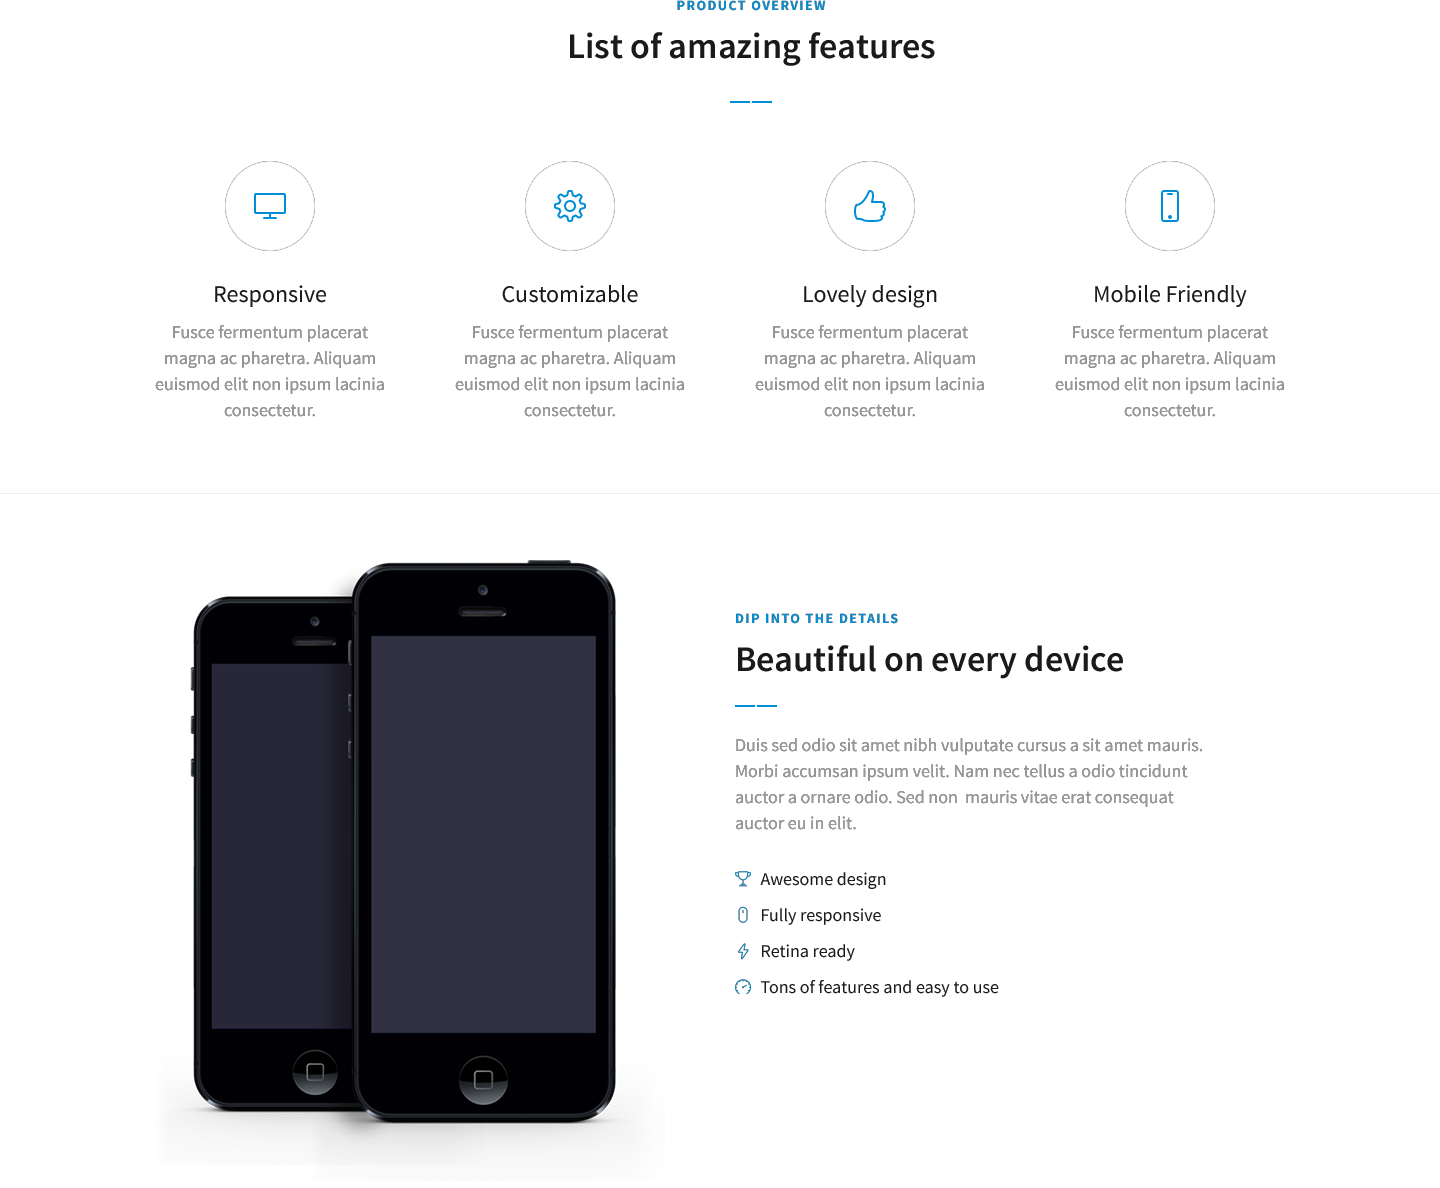 PRODUCT OVERVIEW
List of amazing features
Responsive
Fusce fermentum placerat
magna ac pharetra. Aliquam
euismod elit non ipsum lacinia
consectetur.
Customizable
Fusce fermentum placerat
magna ac pharetra. Aliquam
euismod elit non ipsum lacinia
consectetur.
Lovely design
Fusce fermentum placerat
magna ac pharetra. Aliquam
euismod elit non ipsum lacinia
consectetur.
Mobile Friendly
Fusce fermentum placerat
magna ac pharetra. Aliquam
euismod elit non ipsum lacinia
consectetur.
DIP INTO THE DETAILS
Beautiful on every device
Duis sed odio sit amet nibh vulputate cursus a sit amet mauris.
Morbi accumsan ipsum velit. Nam nec tellus a odio tincidunt
auctor a ornare odio. Sed non  mauris vitae erat consequat
auctor eu in elit.
Awesome design
Fully responsive
Retina ready
Tons of features and easy to use